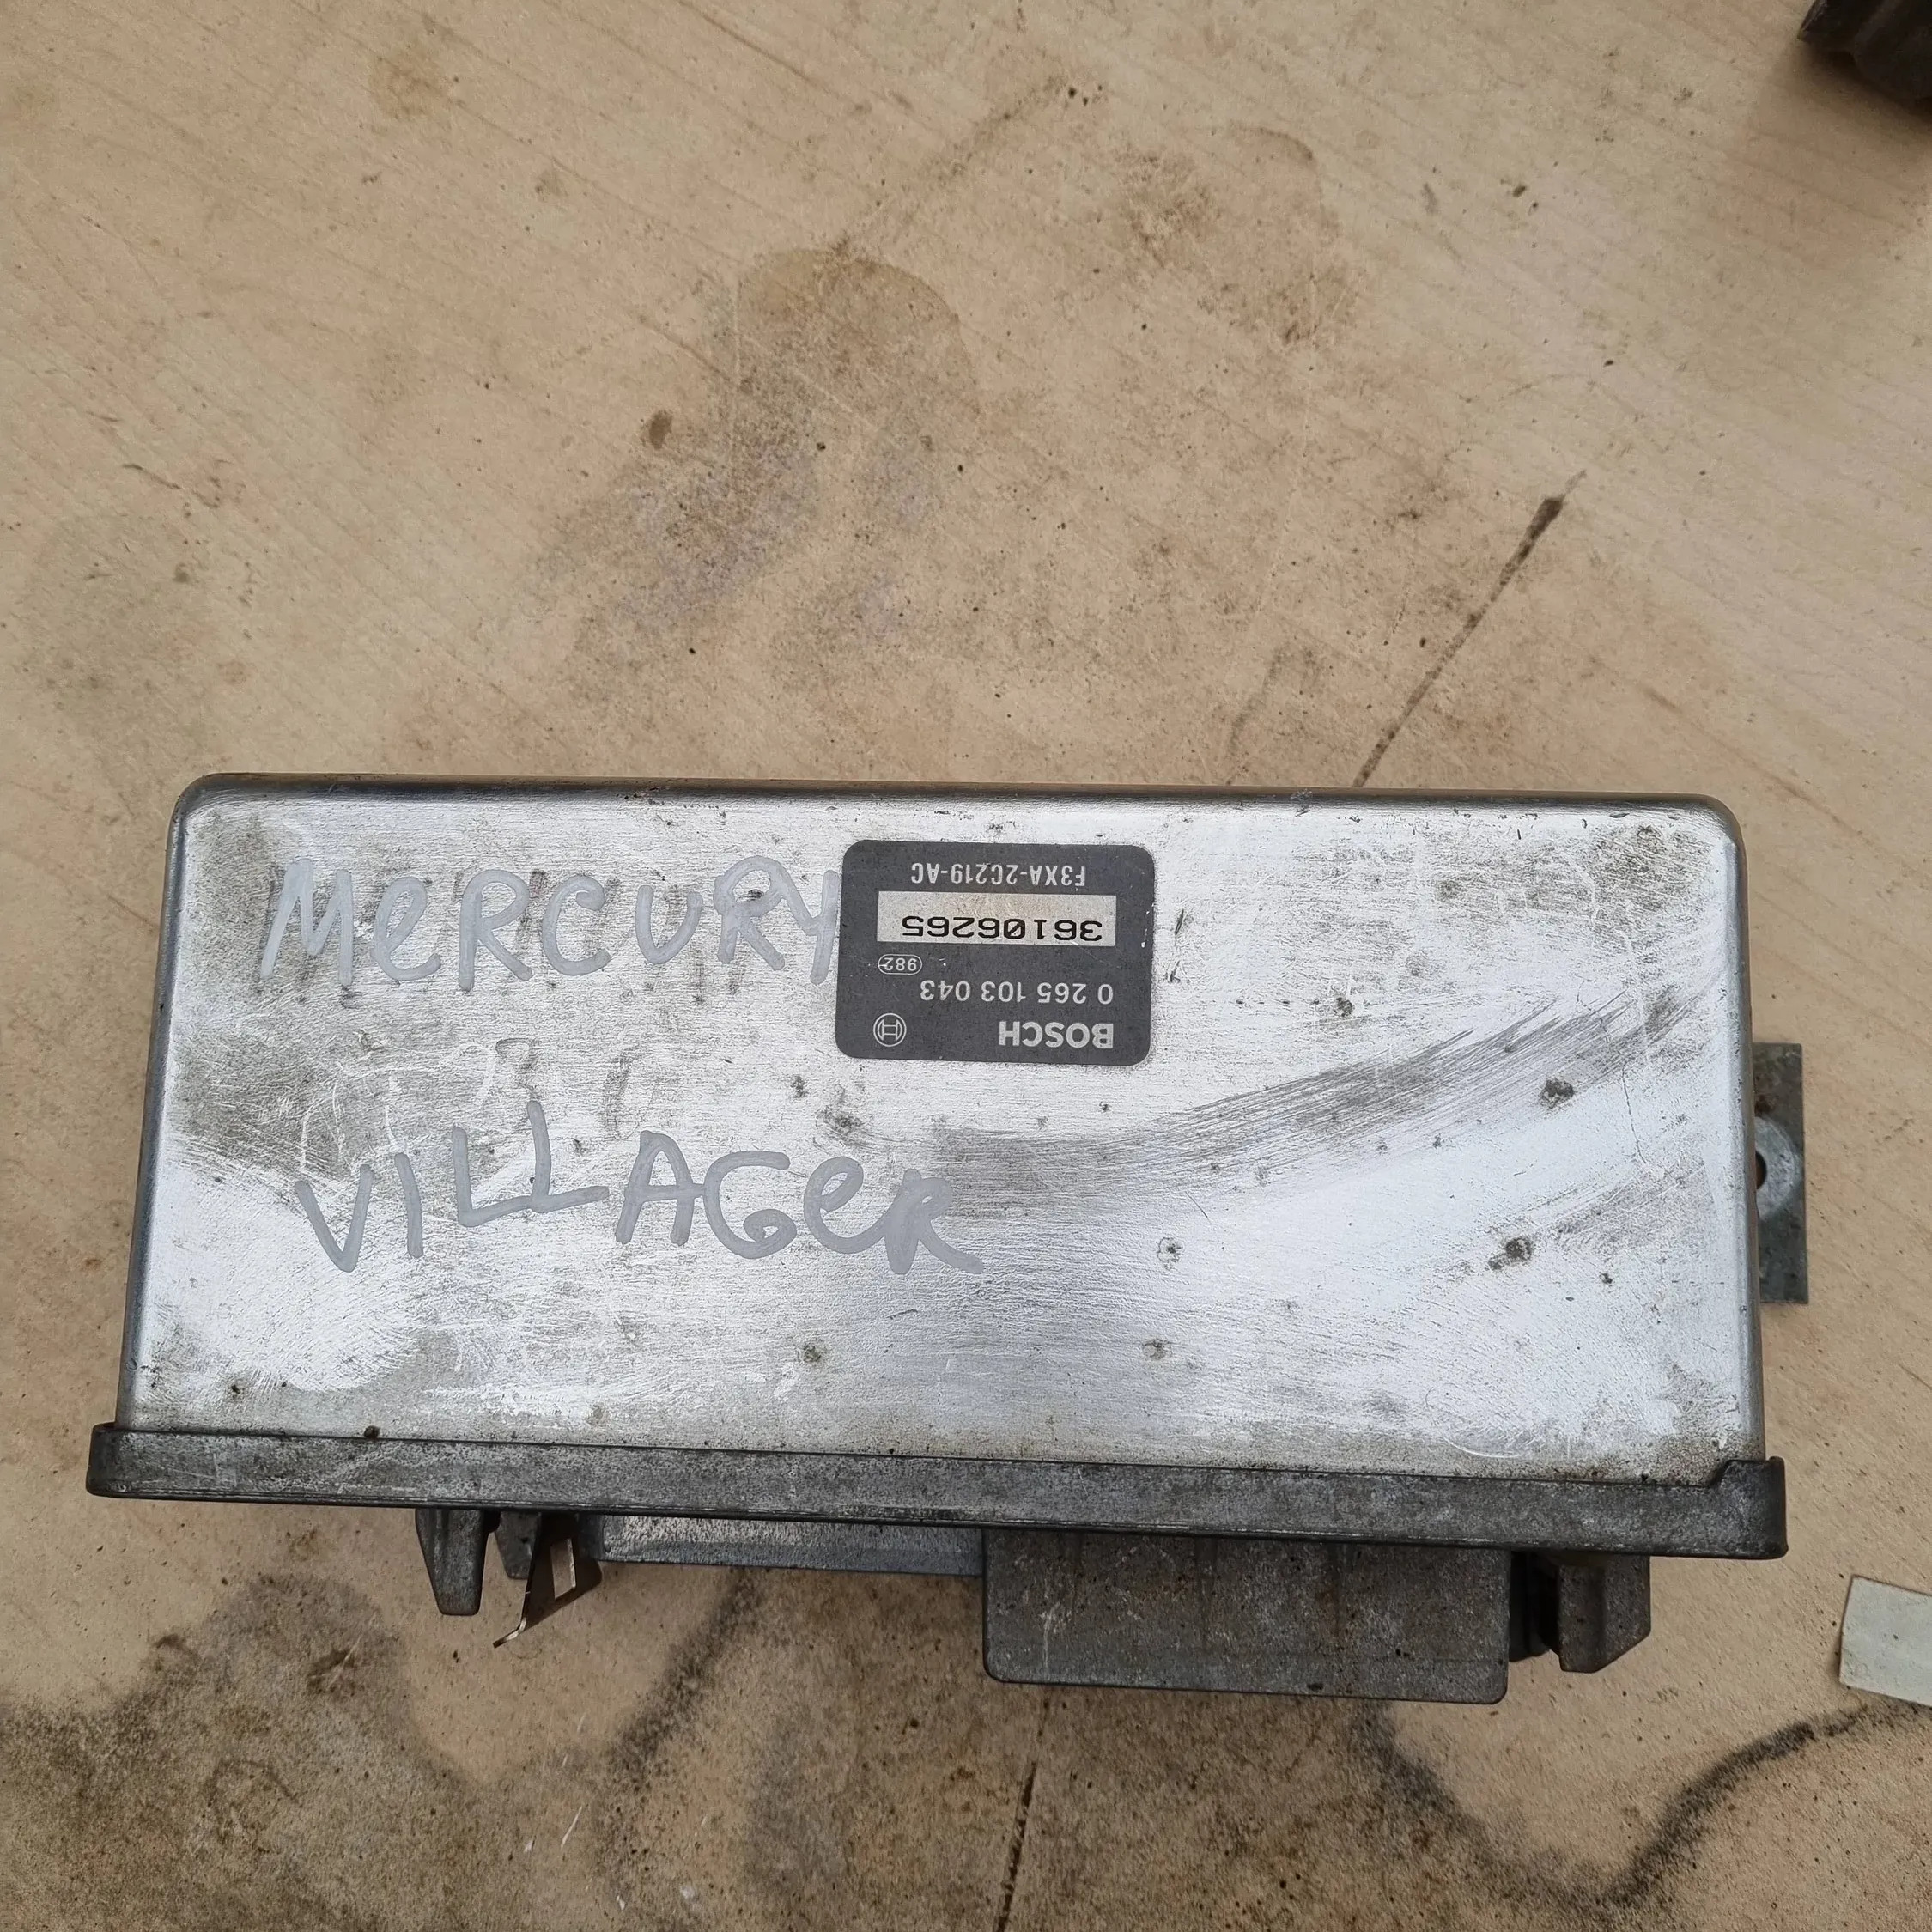 MeRCURY
VILLAGeR
BOSCH
0 265 103 043
982
36106265
F3XA-2C219-AC